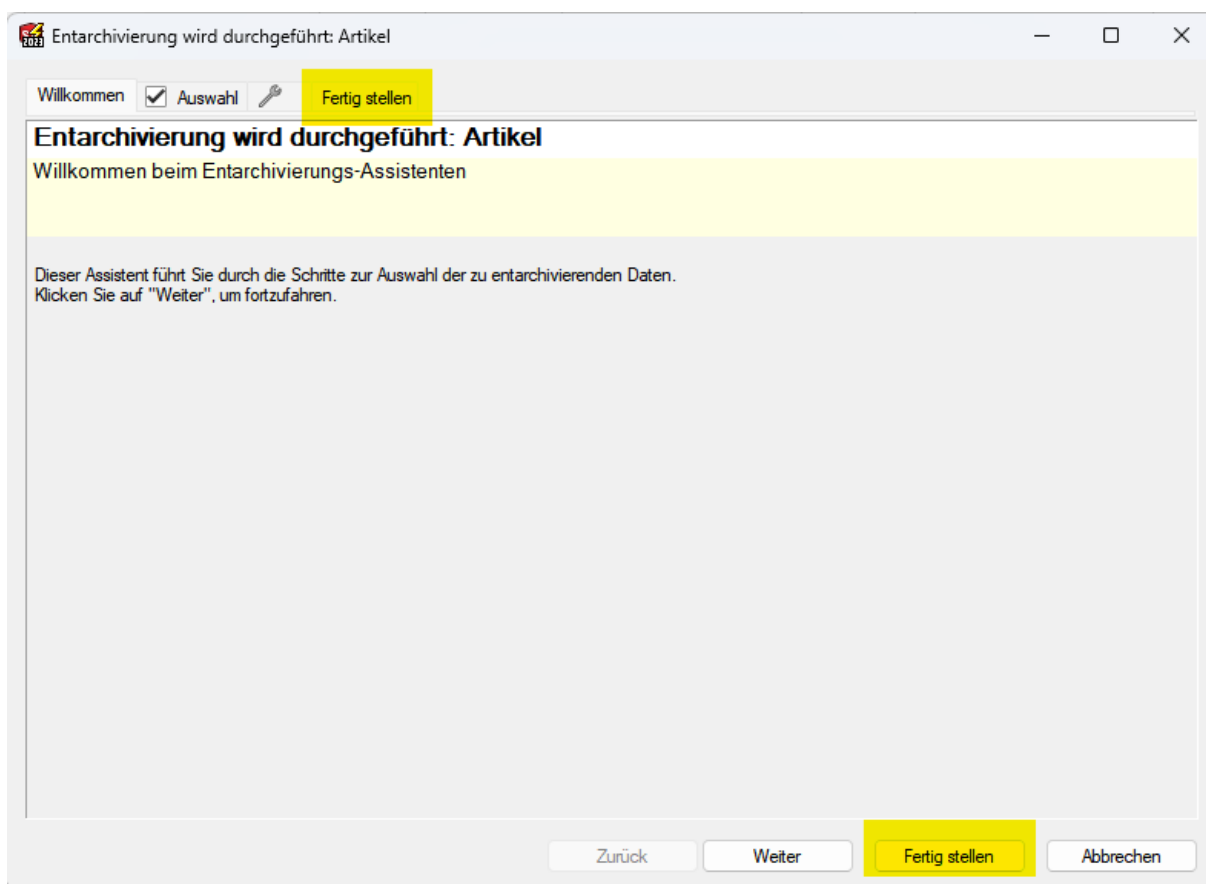 2023
Entarchivierung wird durchgeführt: Artikel
Willkommen Auswahl Fertig stellen
Entarchivierung wird durchgeführt: Artikel
Willkommen beim Entarchivierungs-Assistenten
Dieser Assistent führt Sie durch die Schritte zur Auswahl der zu entarchivierenden Daten.
Klicken Sie auf "Weiter", um fortzufahren.
Zurück Weiter Fertig stellen Abbrechen